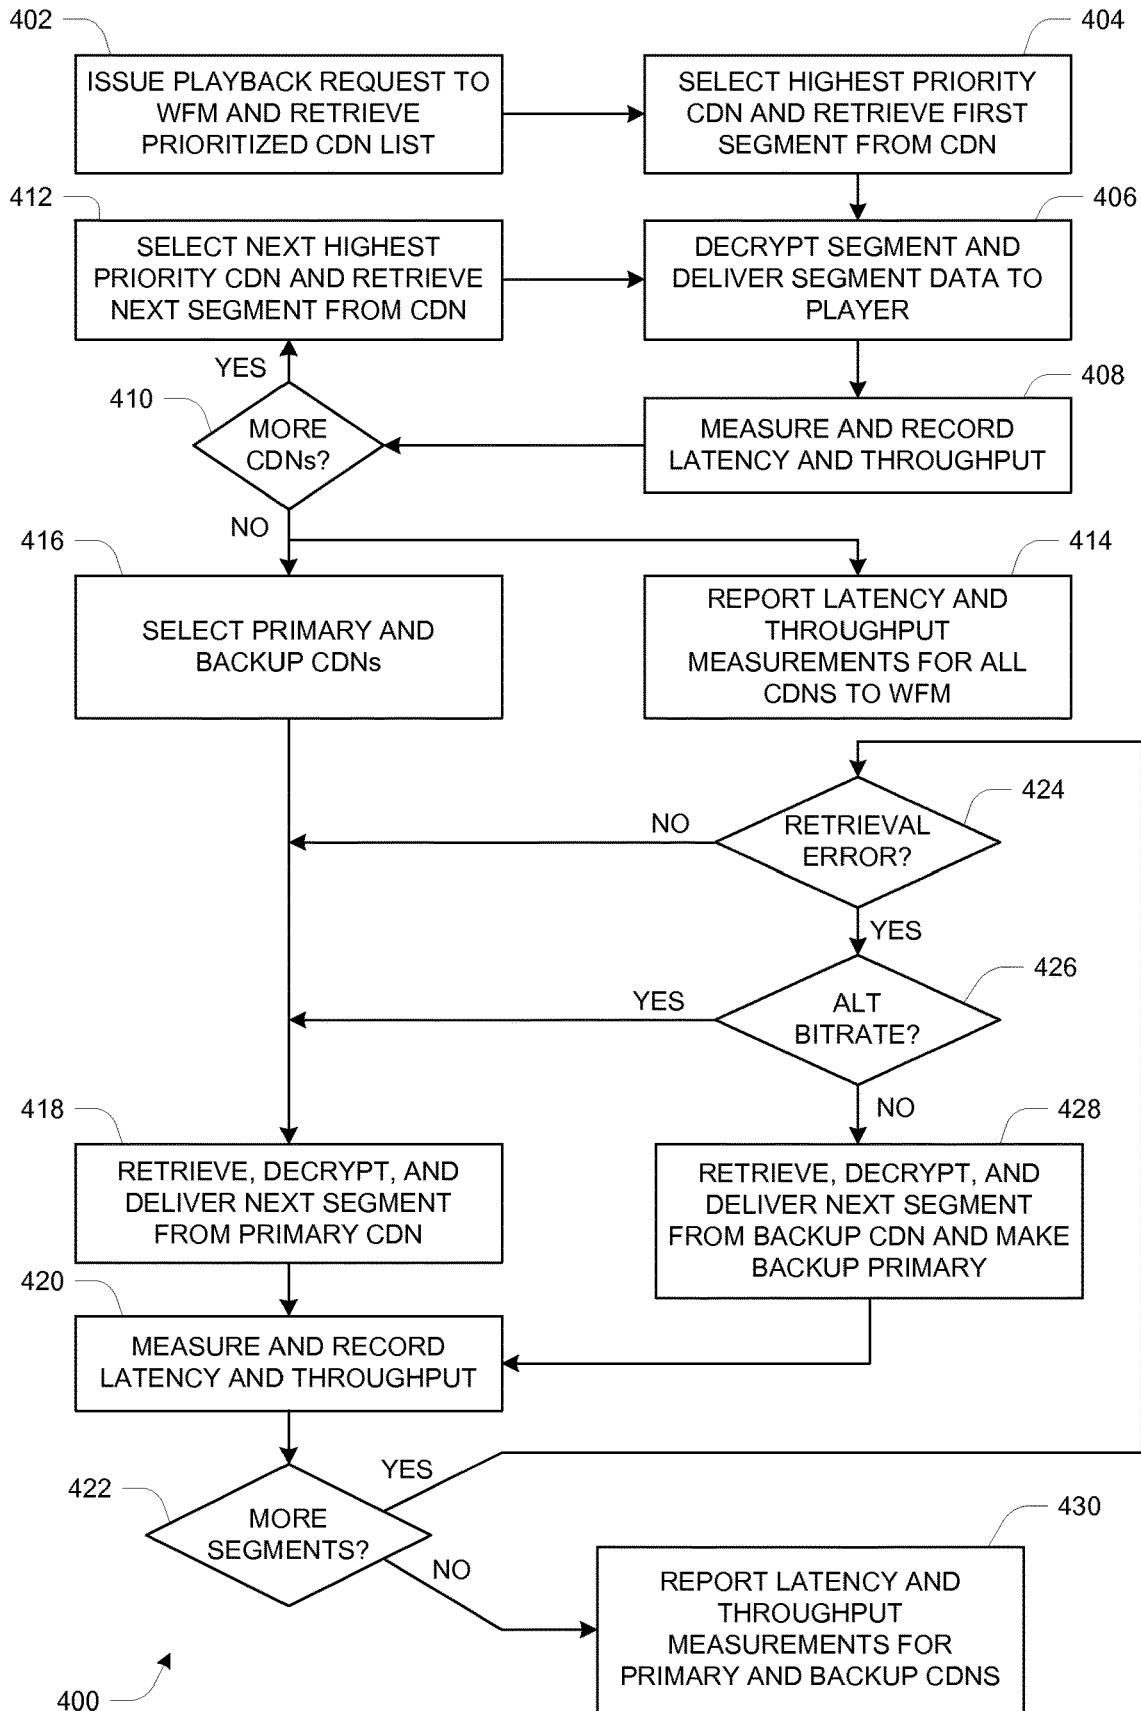 402
ISSUE PLAYBACK REQUEST TO
WFM AND RETRIEVE
PRIORITIZED CDN LIST
404
SELECT HIGHEST PRIORITY
CDN AND RETRIEVE FIRST
SEGMENT FROM CDN
412
SELECT NEXT HIGHEST
PRIORITY CDN AND RETRIEVE
NEXT SEGMENT FROM CDN
406
DECRYPT SEGMENT AND
DELIVER SEGMENT DATA TO
PLAYER
YES
410
MORE
CDNs?
408
MEASURE AND RECORD
LATENCY AND THROUGHPUT
NO
416
SELECT PRIMARY AND
BACKUP CDNs
414
REPORT LATENCY AND
THROUGHPUT
MEASUREMENTS FOR ALL
CDNS TO WFM
424
NO
RETRIEVAL
ERROR?
YES
426
YES
ALT
BITRATE?
NO
418
RETRIEVE, DECRYPT, AND
DELIVER NEXT SEGMENT
FROM PRIMARY CDN
428
RETRIEVE, DECRYPT, AND
DELIVER NEXT SEGMENT
FROM BACKUP CDN AND MAKE
BACKUP PRIMARY
420
MEASURE AND RECORD
LATENCY AND THROUGHPUT
YES
422
MORE
SEGMENTS?
NO
430
REPORT LATENCY AND
THROUGHPUT
MEASUREMENTS FOR
PRIMARY AND BACKUP CDNS
400